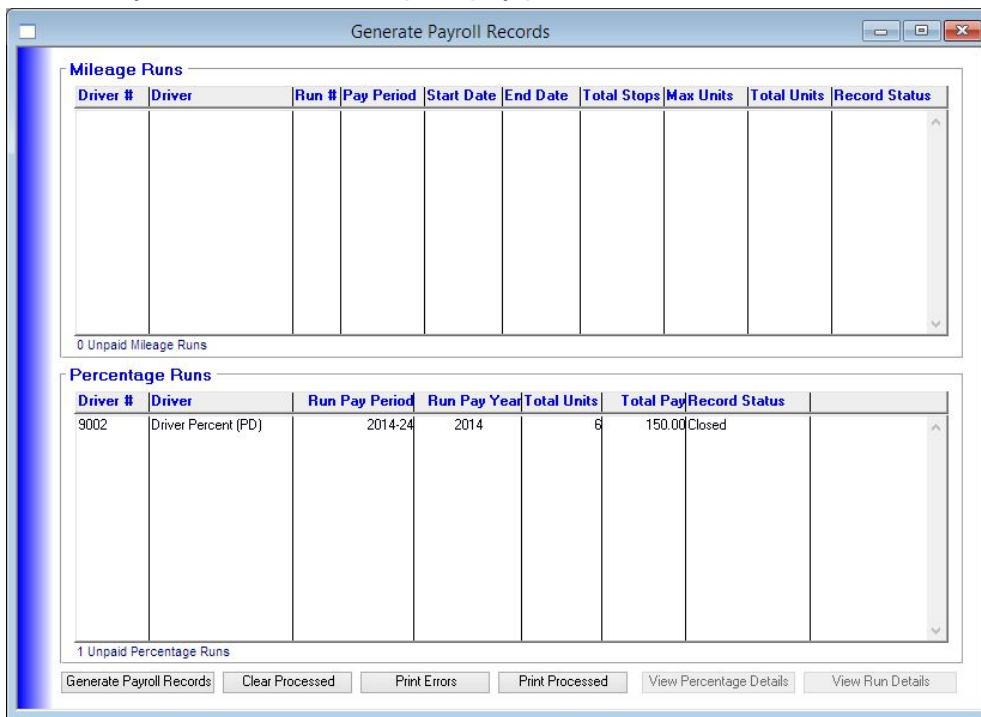 Generate Payroll Records
Mileage Runs
Driver # Driver Run # Pay Period Start Date End Date Total Stops Max Units Total Units Record Status
0 Unpaid Mileage Runs
Percentage Runs
Driver # Driver Run Pay Period Run Pay Year Total Units Total Pay Record Status
9002 Driver Percent (PD) 2014-24 2014 6 150.00 Closed
1 Unpaid Percentage Runs
Generate Payroll Records Clear Processed Print Errors Print Processed View Percentage Details View Run Details